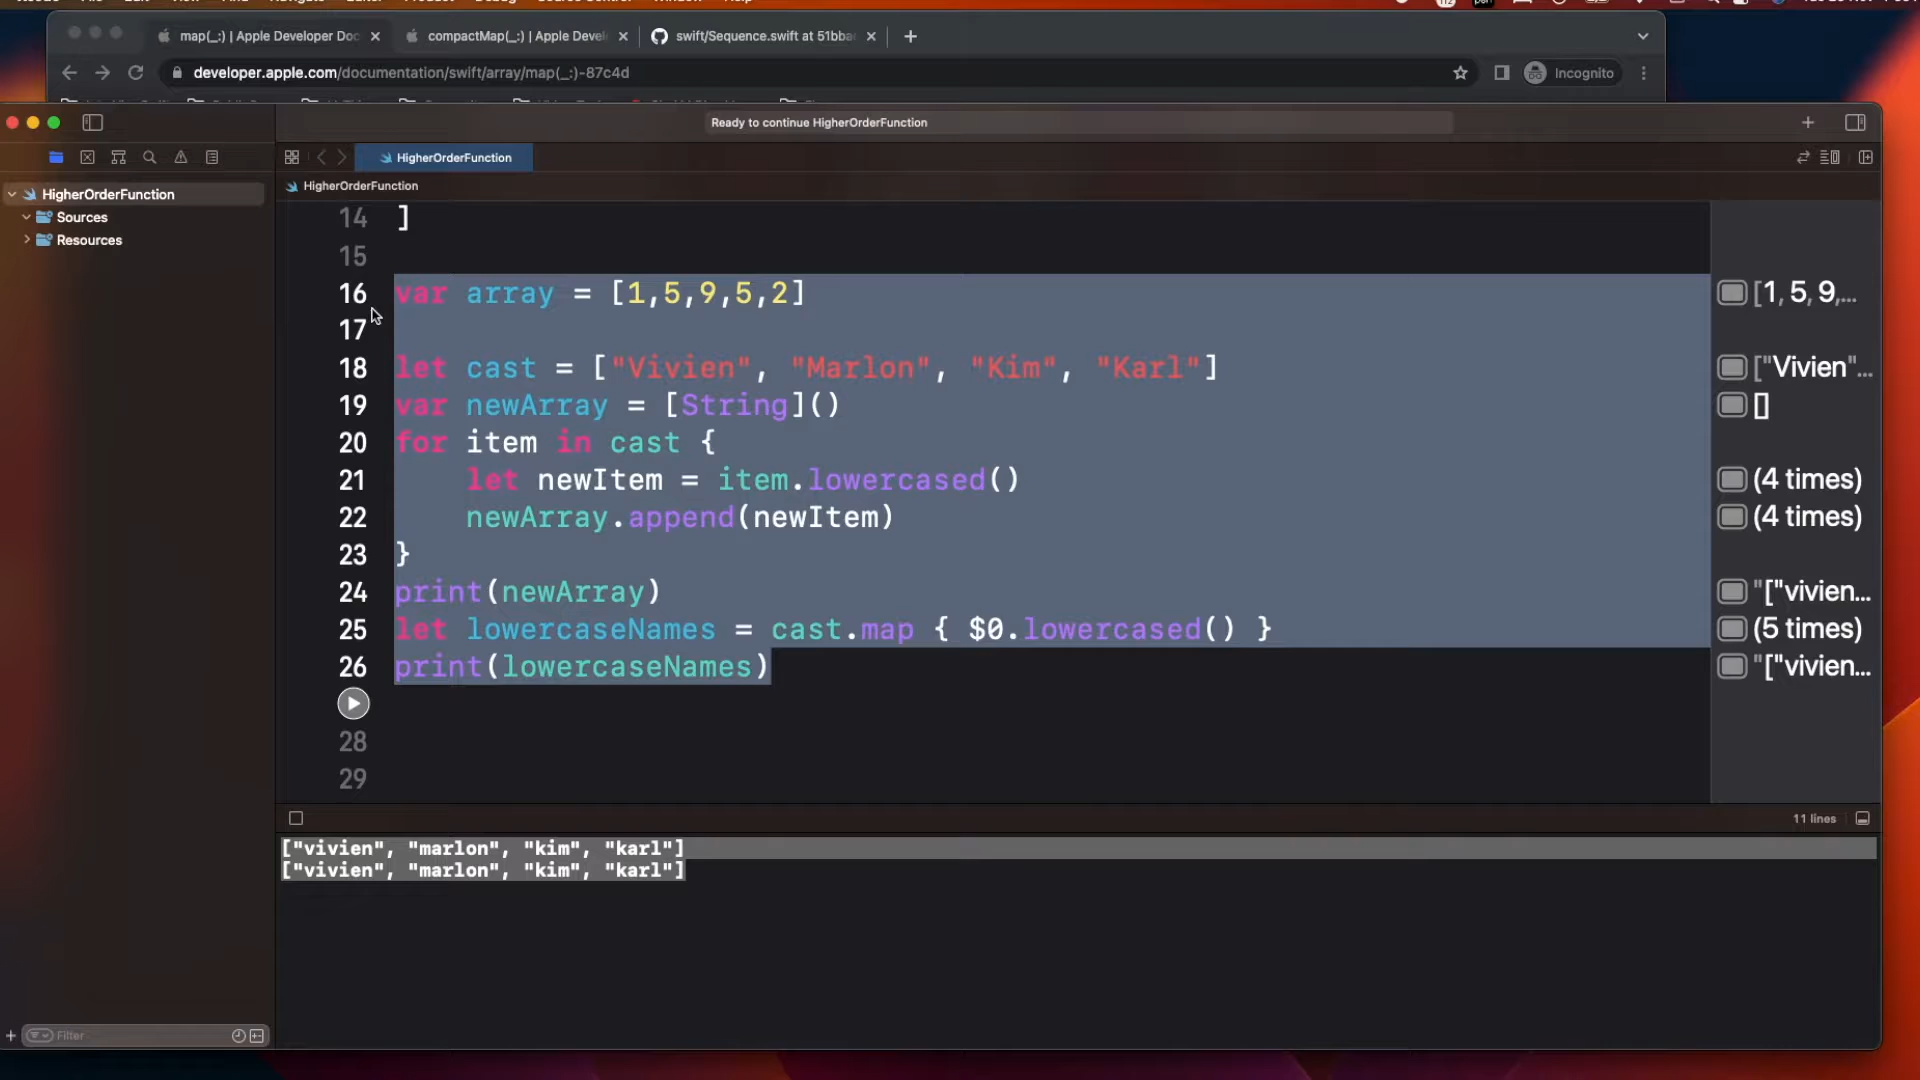 map(_:) | Apple Developer Doc
compactMap(_:) | Apple Devel
swift/Sequence.swift at 51bba
developer.apple.com/documentation/swift/array/map(_:)-87c4d
Incognito
Ready to continue HigherOrderFunction
HigherOrderFunction
HigherOrderFunction
HigherOrderFunction
Sources
Resources
14 ]
15
16 var array = [1,5,9,5,2]
[1, 5, 9,...
17
18 let cast = ["Vivien", "Marlon", "Kim", "Karl"]
["Vivien"...
19 var newArray = [String]()
[]
20 for item in cast {
21 let newItem = item.lowercased()
(4 times)
22 newArray.append(newItem)
(4 times)
23 }
24 print(newArray)
"["vivien...
25 let lowercaseNames = cast.map { $0.lowercased() }
(5 times)
26 print(lowercaseNames)
"["vivien...
28
29
11 lines
["vivien", "marlon", "kim", "karl"]
["vivien", "marlon", "kim", "karl"]
Filter